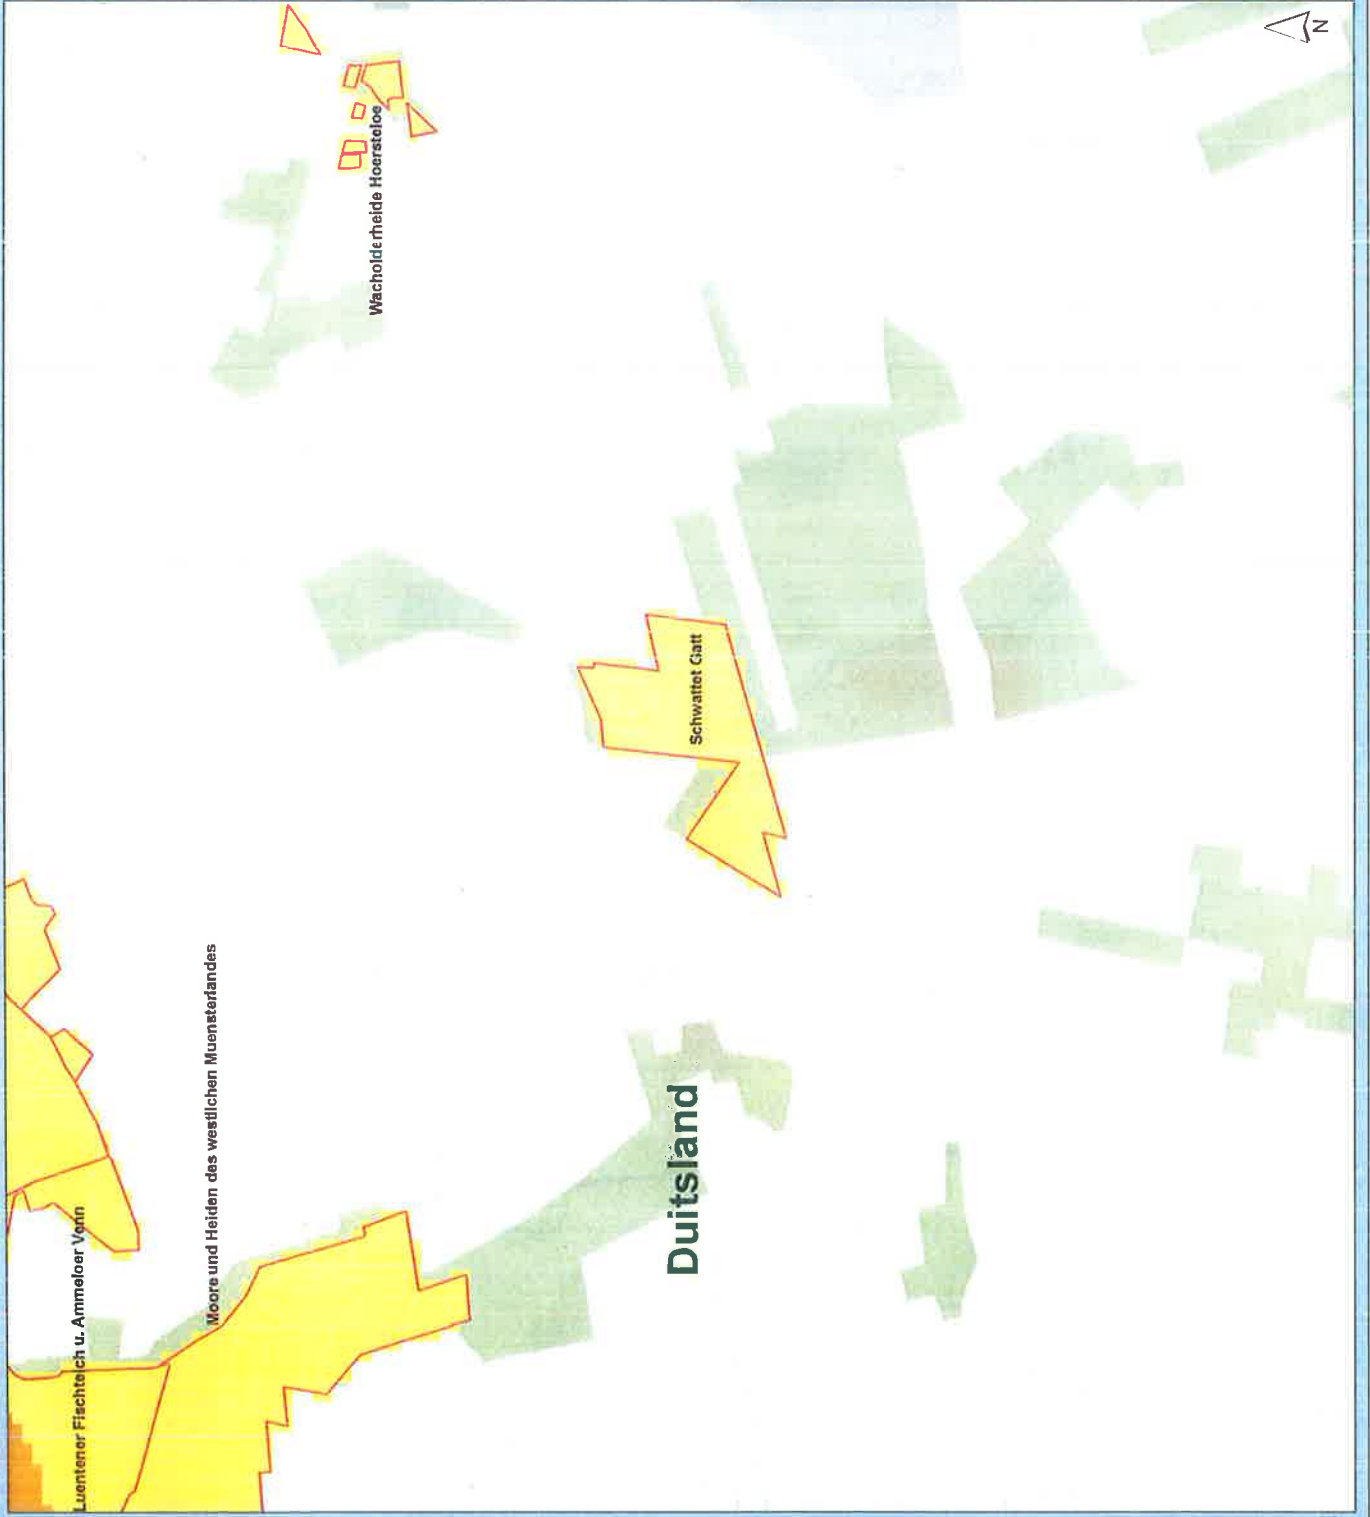 Luentener Fischteich u. Ammeloer Venn
Moore und Heiden des westlichen Muensterlandes
Wacholderheide Hoersteloe
Schwattet Gatt
Duitsland
N